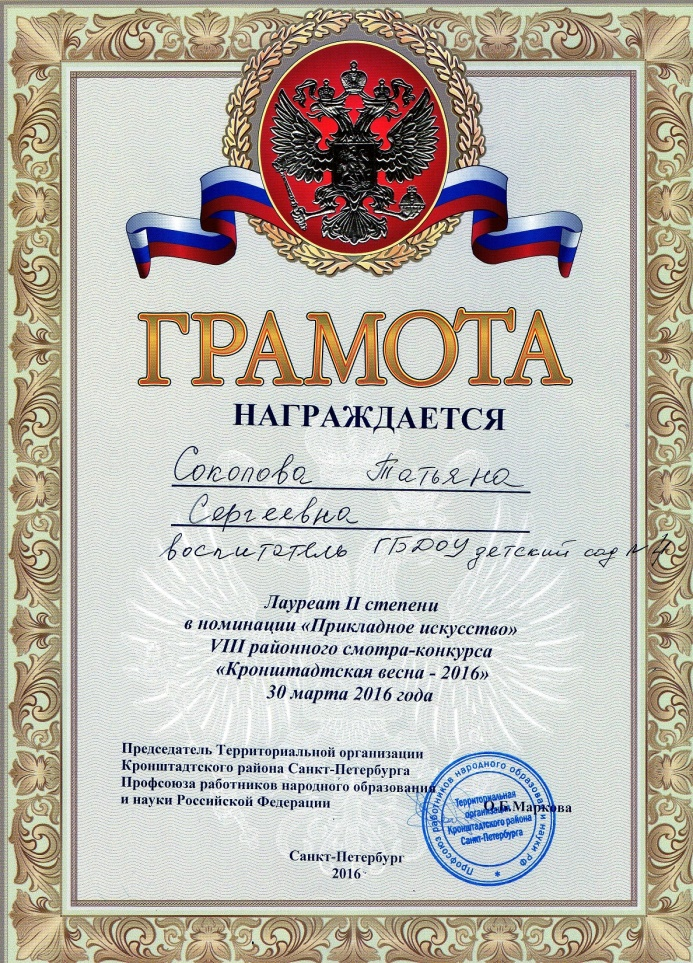 ГРАМОТА
НАГРАЖДАЕТСЯ
Соколова Татьяна
Сергеевна
воспитатель ГБДОУ детский сад №4
Лауреат II степени
в номинации «Прикладное искусство»
VIII районного смотра-конкурса
«Кронштадтская весна - 2016»
30 марта 2016 года
Председатель Территориальной организации
Кронштадтского района Санкт-Петербурга
Профсоюза работников народного образования
и науки Российской Федерации
О.Б.Маркова
Профсоюз работников народного образования и науки РФ
Территориальная
организация
Кронштадтского района
Санкт-Петербурга
Санкт-Петербург
2016